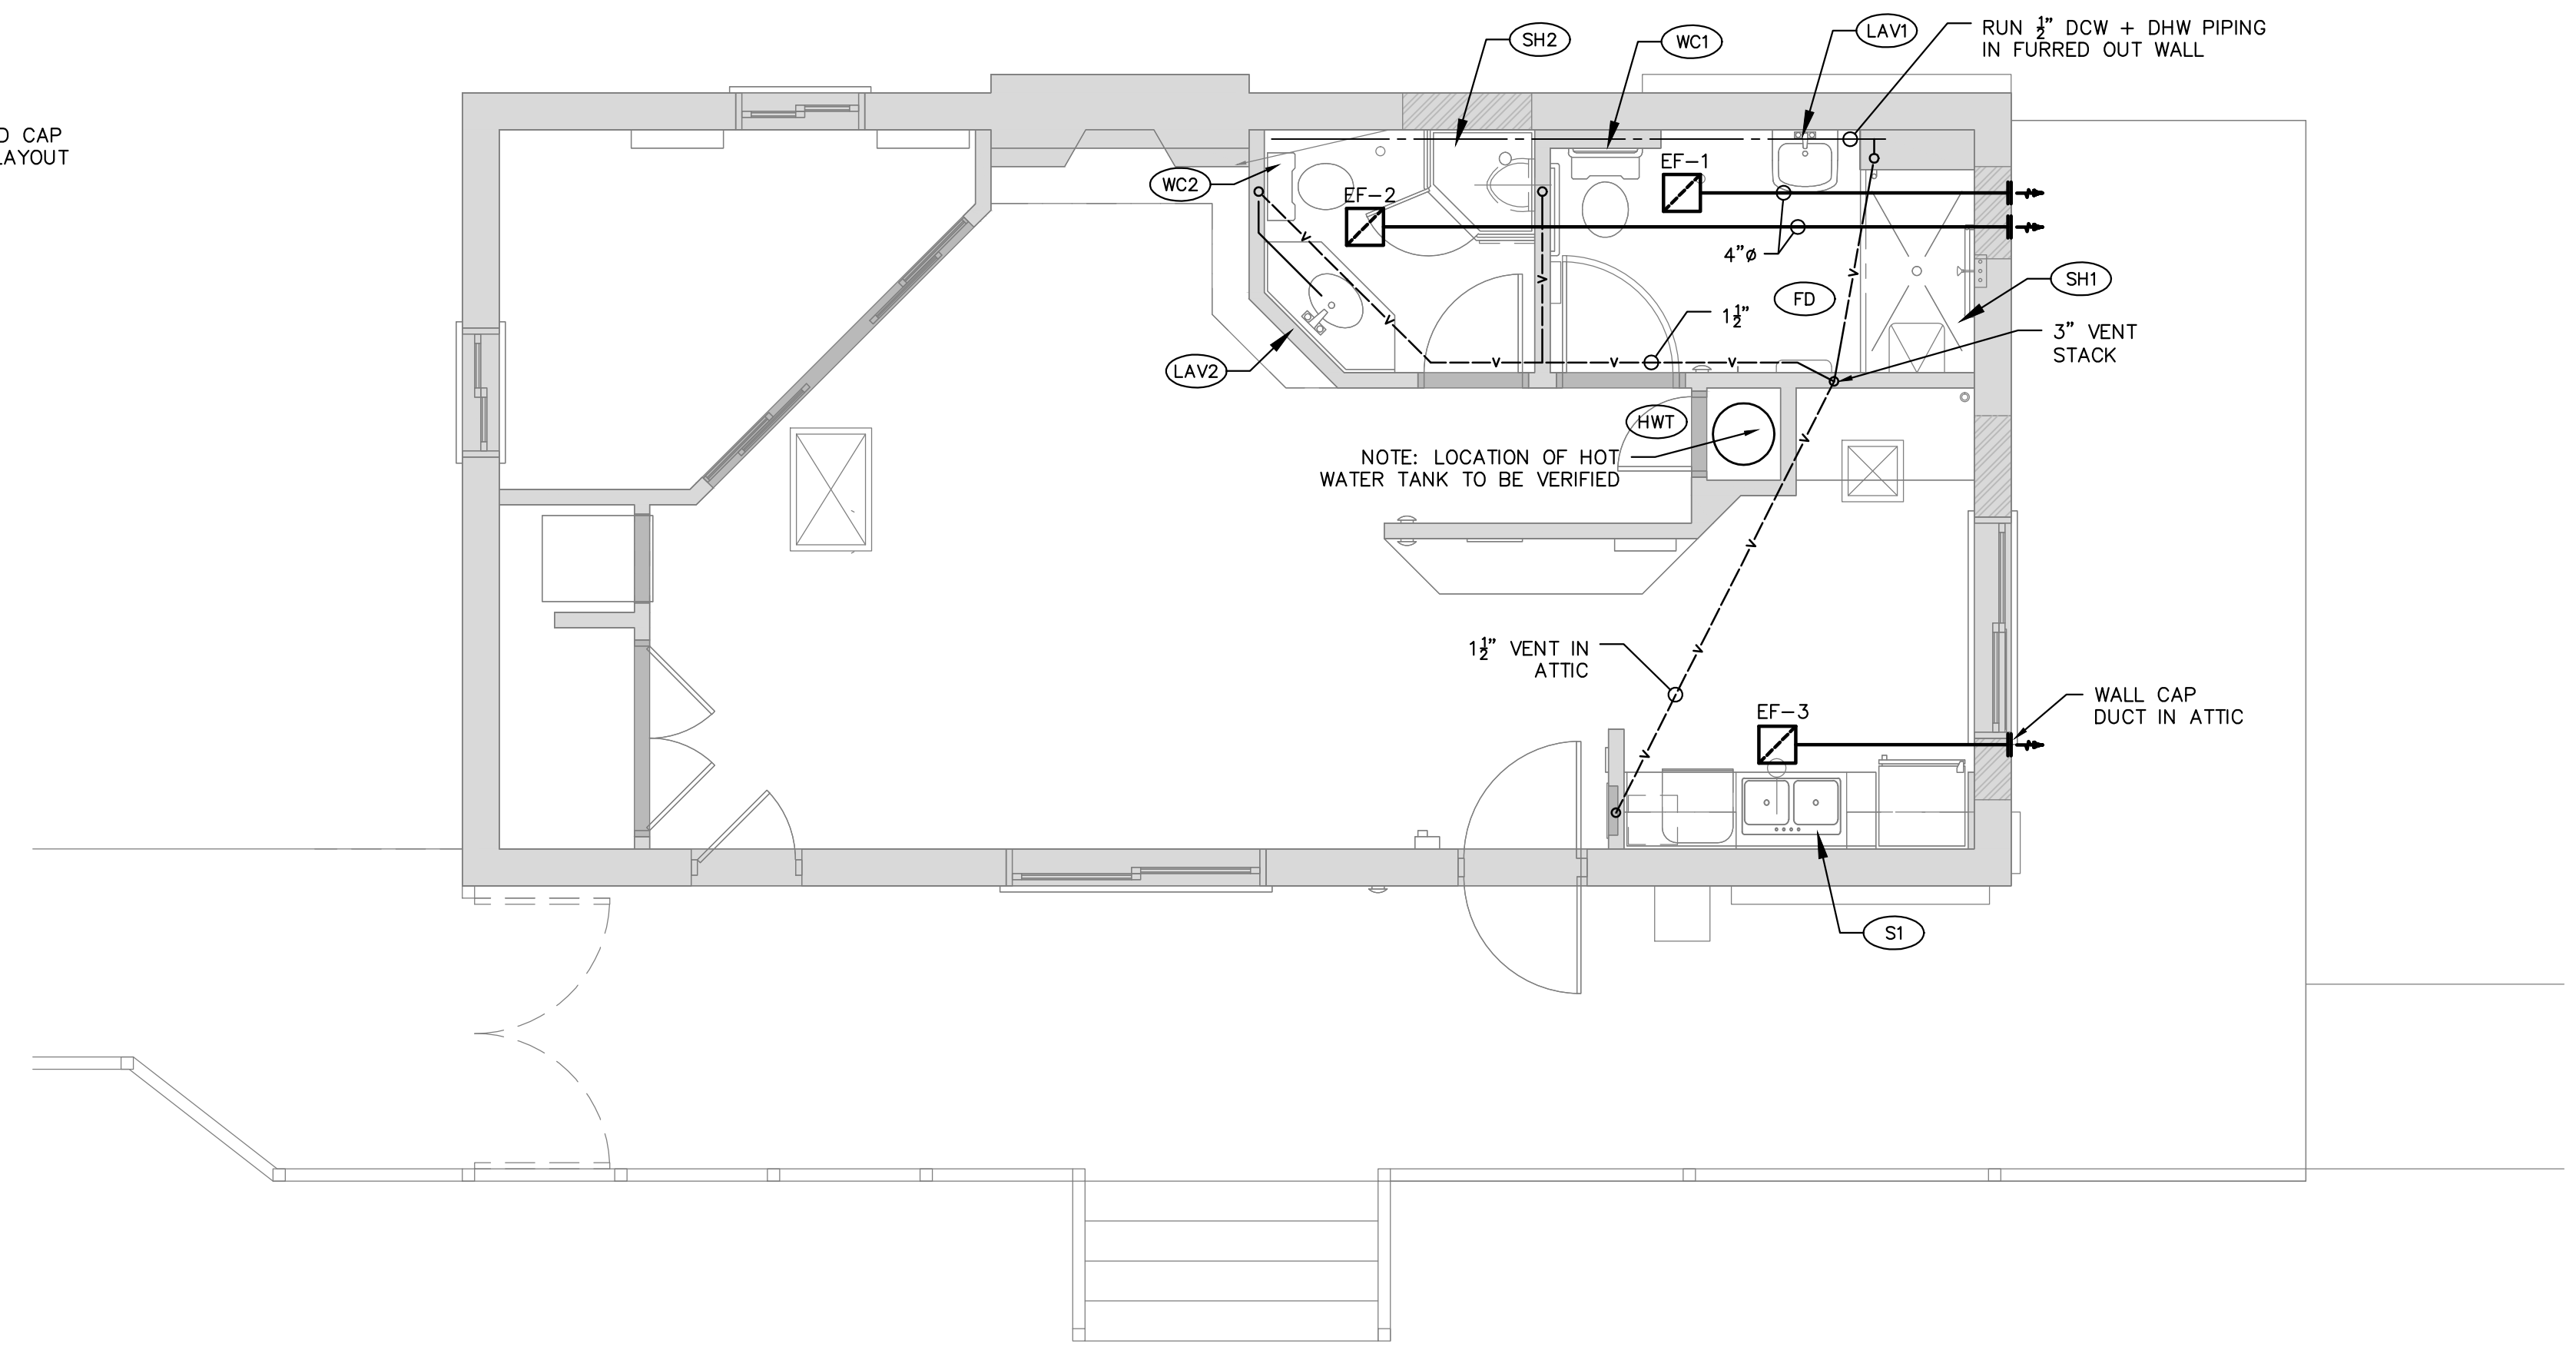 SH2
WC1
LAV1
RUN ½" DCW + DHW PIPING
IN FURRED OUT WALL
D CAP
LAYOUT
EF-1
WC2
EF-2
4"ø
FD
SH1
1½"
3" VENT
STACK
LAV2
HWT
NOTE: LOCATION OF HOT
WATER TANK TO BE VERIFIED
1½" VENT IN
ATTIC
WALL CAP
DUCT IN ATTIC
EF-3
S1
V
V
V
V
V
V
V
V
V
V
V